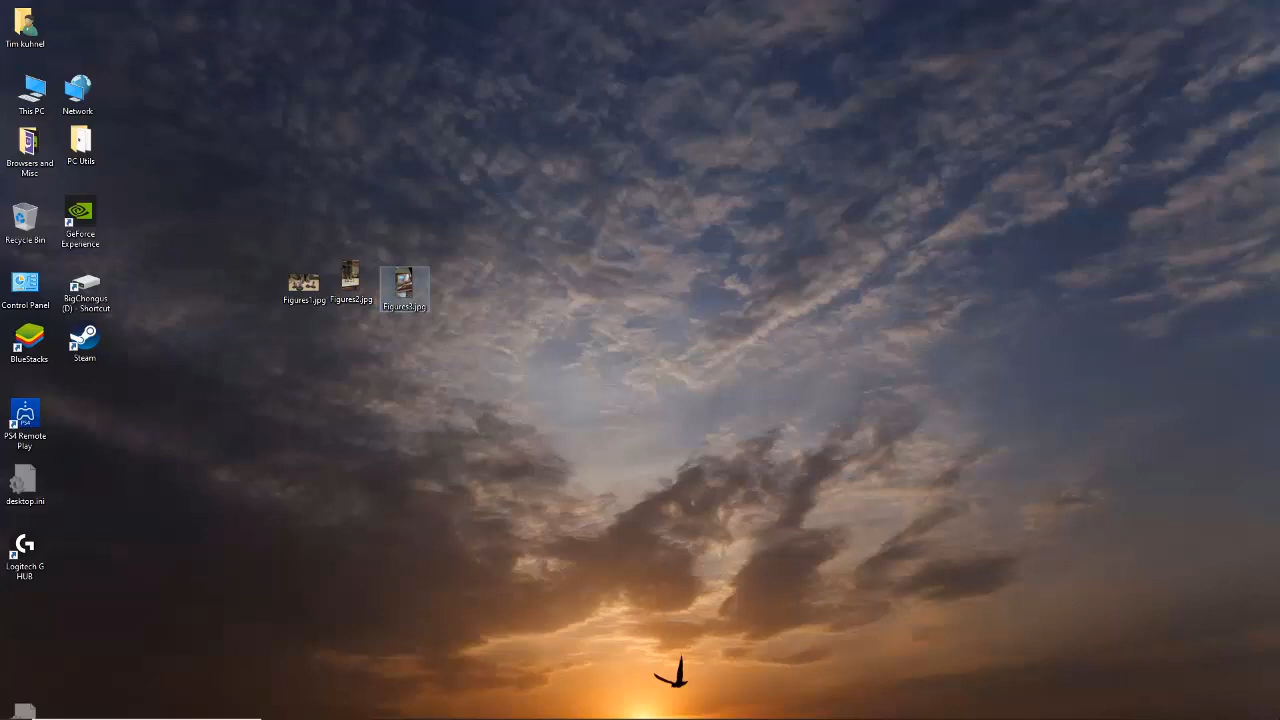 Tim kuhnel
This PC
Network
Browsers and
Misc
PC Utils
Recycle Bin
GeForce
Experience
Control Panel
BigChongus
(D) - Shortcut
Figures1.jpg
Figures2.jpg
Figures3.jpg
BlueStacks
Steam
PS4
PS4 Remote
Play
desktop.ini
Logitech G
HUB